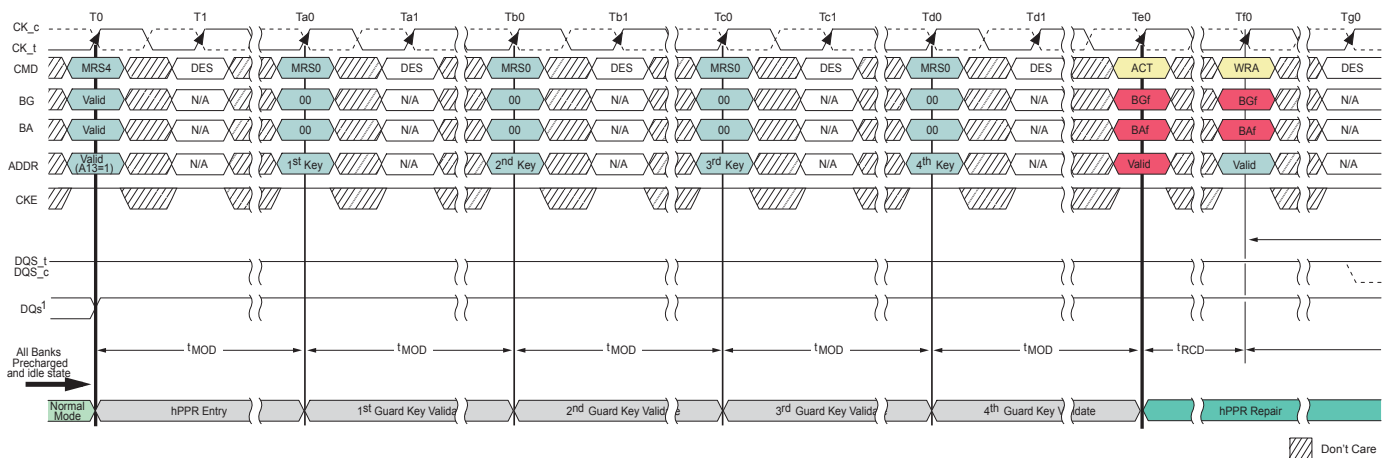 T0 T1 Ta0 Ta1 Tb0 Tb1 Tc0 Tc1 Td0 Td1 Te0 Tf0 Tg0
CK_c
CK_t
CMD MRS4 DES MRS0 DES MRS0 DES MRS0 DES MRS0 DES ACT WRA DES
BG Valid N/A 00 N/A 00 N/A 00 N/A 00 N/A BGf BGf N/A
BA Valid N/A 00 N/A 00 N/A 00 N/A 00 N/A BAf BAf N/A
ADDR Valid (A13=1) N/A 1st Key N/A 2nd Key N/A 3rd Key N/A 4th Key N/A Valid Valid N/A
CKE
DQS_t
DQS_c
DQs1
tMOD tMOD tMOD tMOD tMOD tRCD
All Banks
Precharged
and idle state
Normal Mode hPPR Entry 1st Guard Key Valida 2nd Guard Key Valid e 3rd Guard Key Valida 4th Guard Key V date hPPR Repair
Don't Care